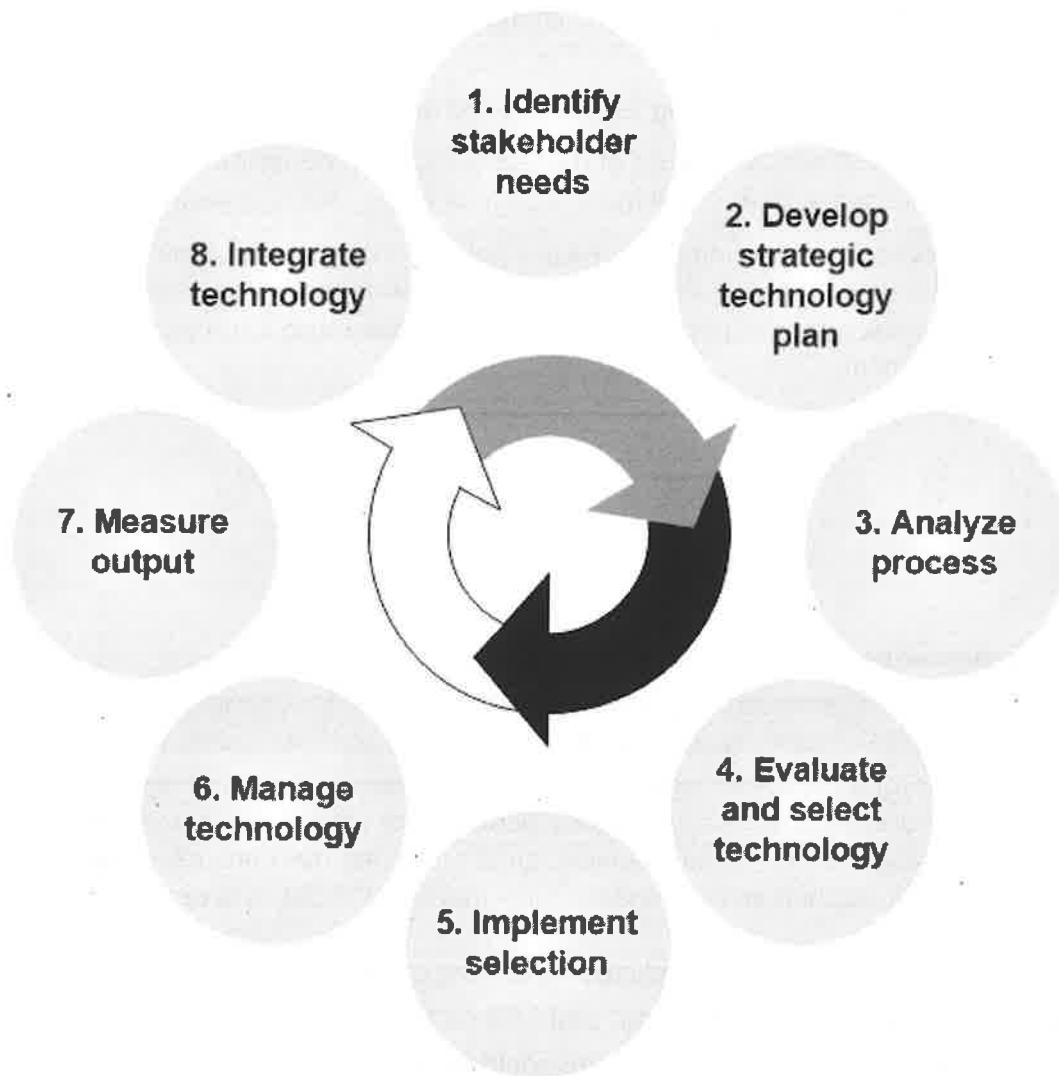 1. Identify
stakeholder
needs
2. Develop
strategic
technology
plan
3. Analyze
process
4. Evaluate
and select
technology
5. Implement
selection
6. Manage
technology
7. Measure
output
8. Integrate
technology